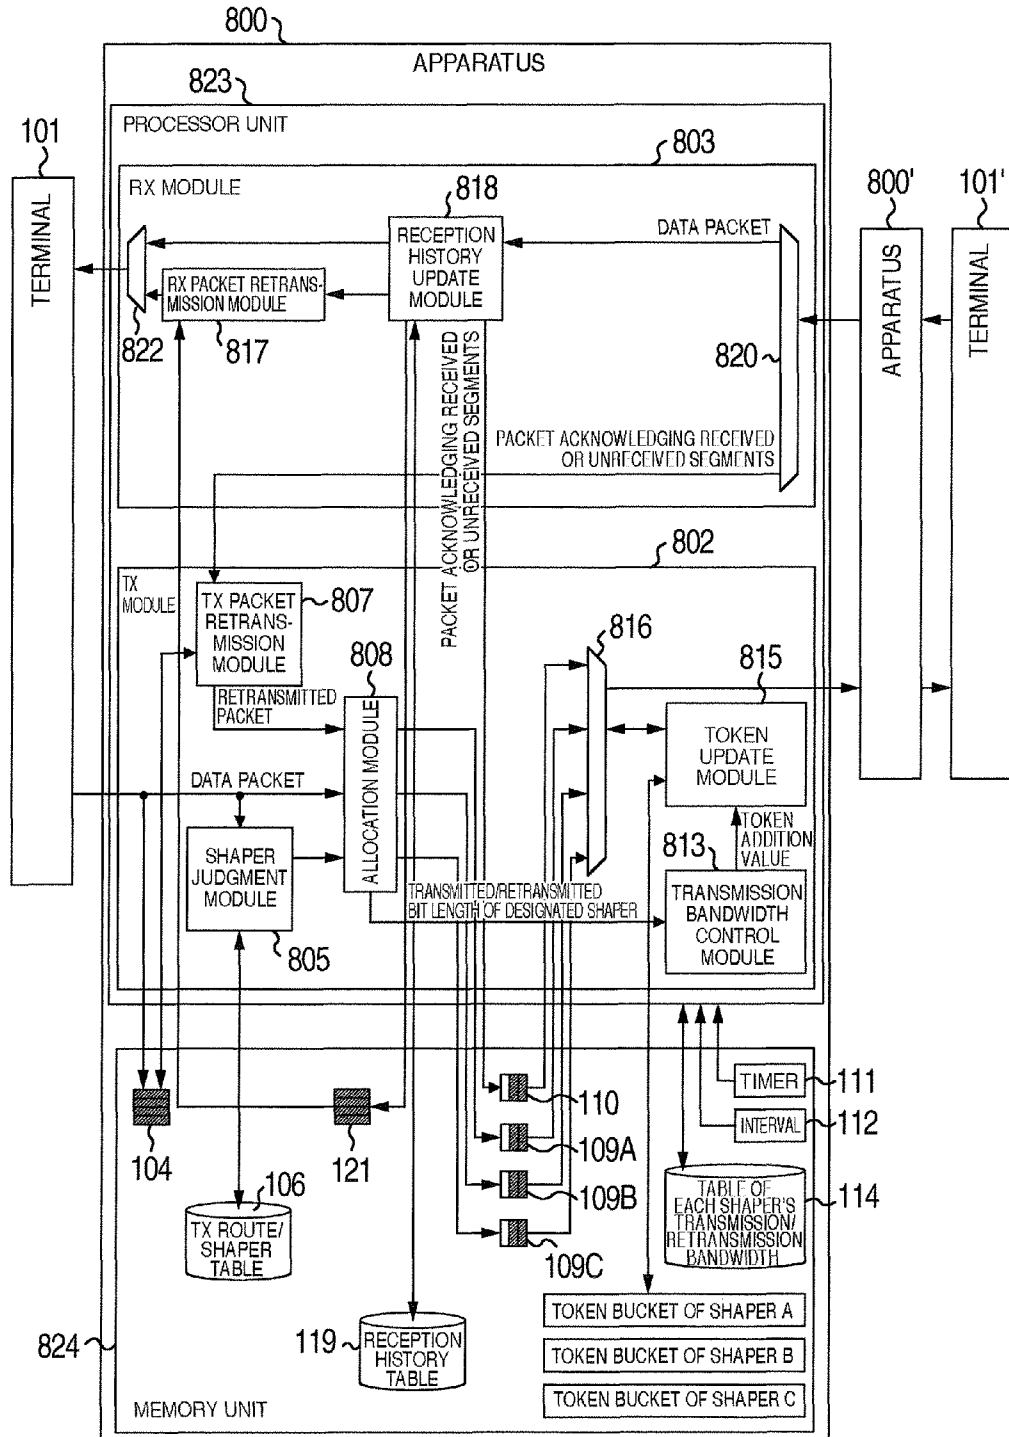 800
APPARATUS
823
PROCESSOR UNIT
101
803
RX MODULE
818
800'
101'
TERMINAL
RECEPTION
HISTORY
UPDATE
MODULE
DATA PACKET
RX PACKET RETRANS-
MISSION MODULE
822
817
820
APPARATUS
TERMINAL
PACKET ACKNOWLEDGING RECEIVED
OR UNRECEIVED SEGMENTS
PACKET ACKNOWLEDGING RECEIVED
OR UNRECEIVED SEGMENTS
802
TX
MODULE
TX PACKET
RETRANS-
MISSION
MODULE
807
816
808
815
RETRANSMITTED
PACKET
ALLOCATION MODULE
TOKEN
UPDATE
MODULE
DATA PACKET
TOKEN
ADDITION
VALUE
813
SHAPER
JUDGMENT
MODULE
TRANSMITTED/RETRANSMITTED
BIT LENGTH OF DESIGNATED SHAPER
TRANSMISSION
BANDWIDTH
CONTROL
MODULE
805
TIMER
111
110
INTERVAL
112
104
121
109A
106
109B
TABLE OF
EACH SHAPER'S
TRANSMISSION/
RETRANSMISSION
BANDWIDTH
114
TX ROUTE/
SHAPER
TABLE
109C
TOKEN BUCKET OF SHAPER A
824
119
RECEPTION
HISTORY
TABLE
TOKEN BUCKET OF SHAPER B
TOKEN BUCKET OF SHAPER C
MEMORY UNIT